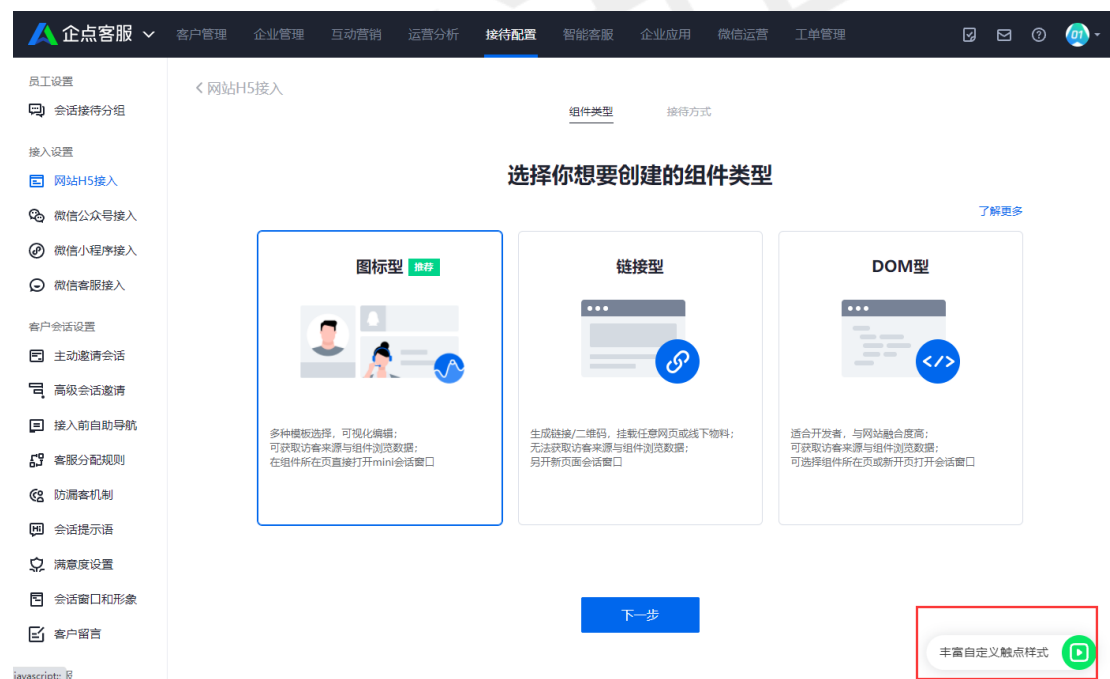 企点客服
客户管理 企业管理 互动营销 运营分析 接待配置 智能客服 企业应用 微信运营 工单管理
01
员工设置
会话接待分组
接入设置
网站H5接入
微信公众号接入
微信小程序接入
微信客服接入
客户会话设置
主动邀请会话
高级会话邀请
接入前自助导航
客服分配规则
防漏客机制
会话提示语
满意度设置
会话窗口和形象
客户留言
javascript:;
网站H5接入
组件类型 接待方式
选择你想要创建的组件类型
了解更多
图标型 推荐
多种模板选择，可视化编辑；
可获取访客来源与组件浏览数据；
在组件所在页直接打开mini会话窗口
链接型
生成链接/二维码，挂载任意网页或线下物料；
无法获取访客来源与组件浏览数据；
另开新页面会话窗口
DOM型
</>
适合开发者，与网站融合度高；
可获取访客来源与组件浏览数据；
可选择组件所在页或新开页打开会话窗口
下一步
丰富自定义触点样式